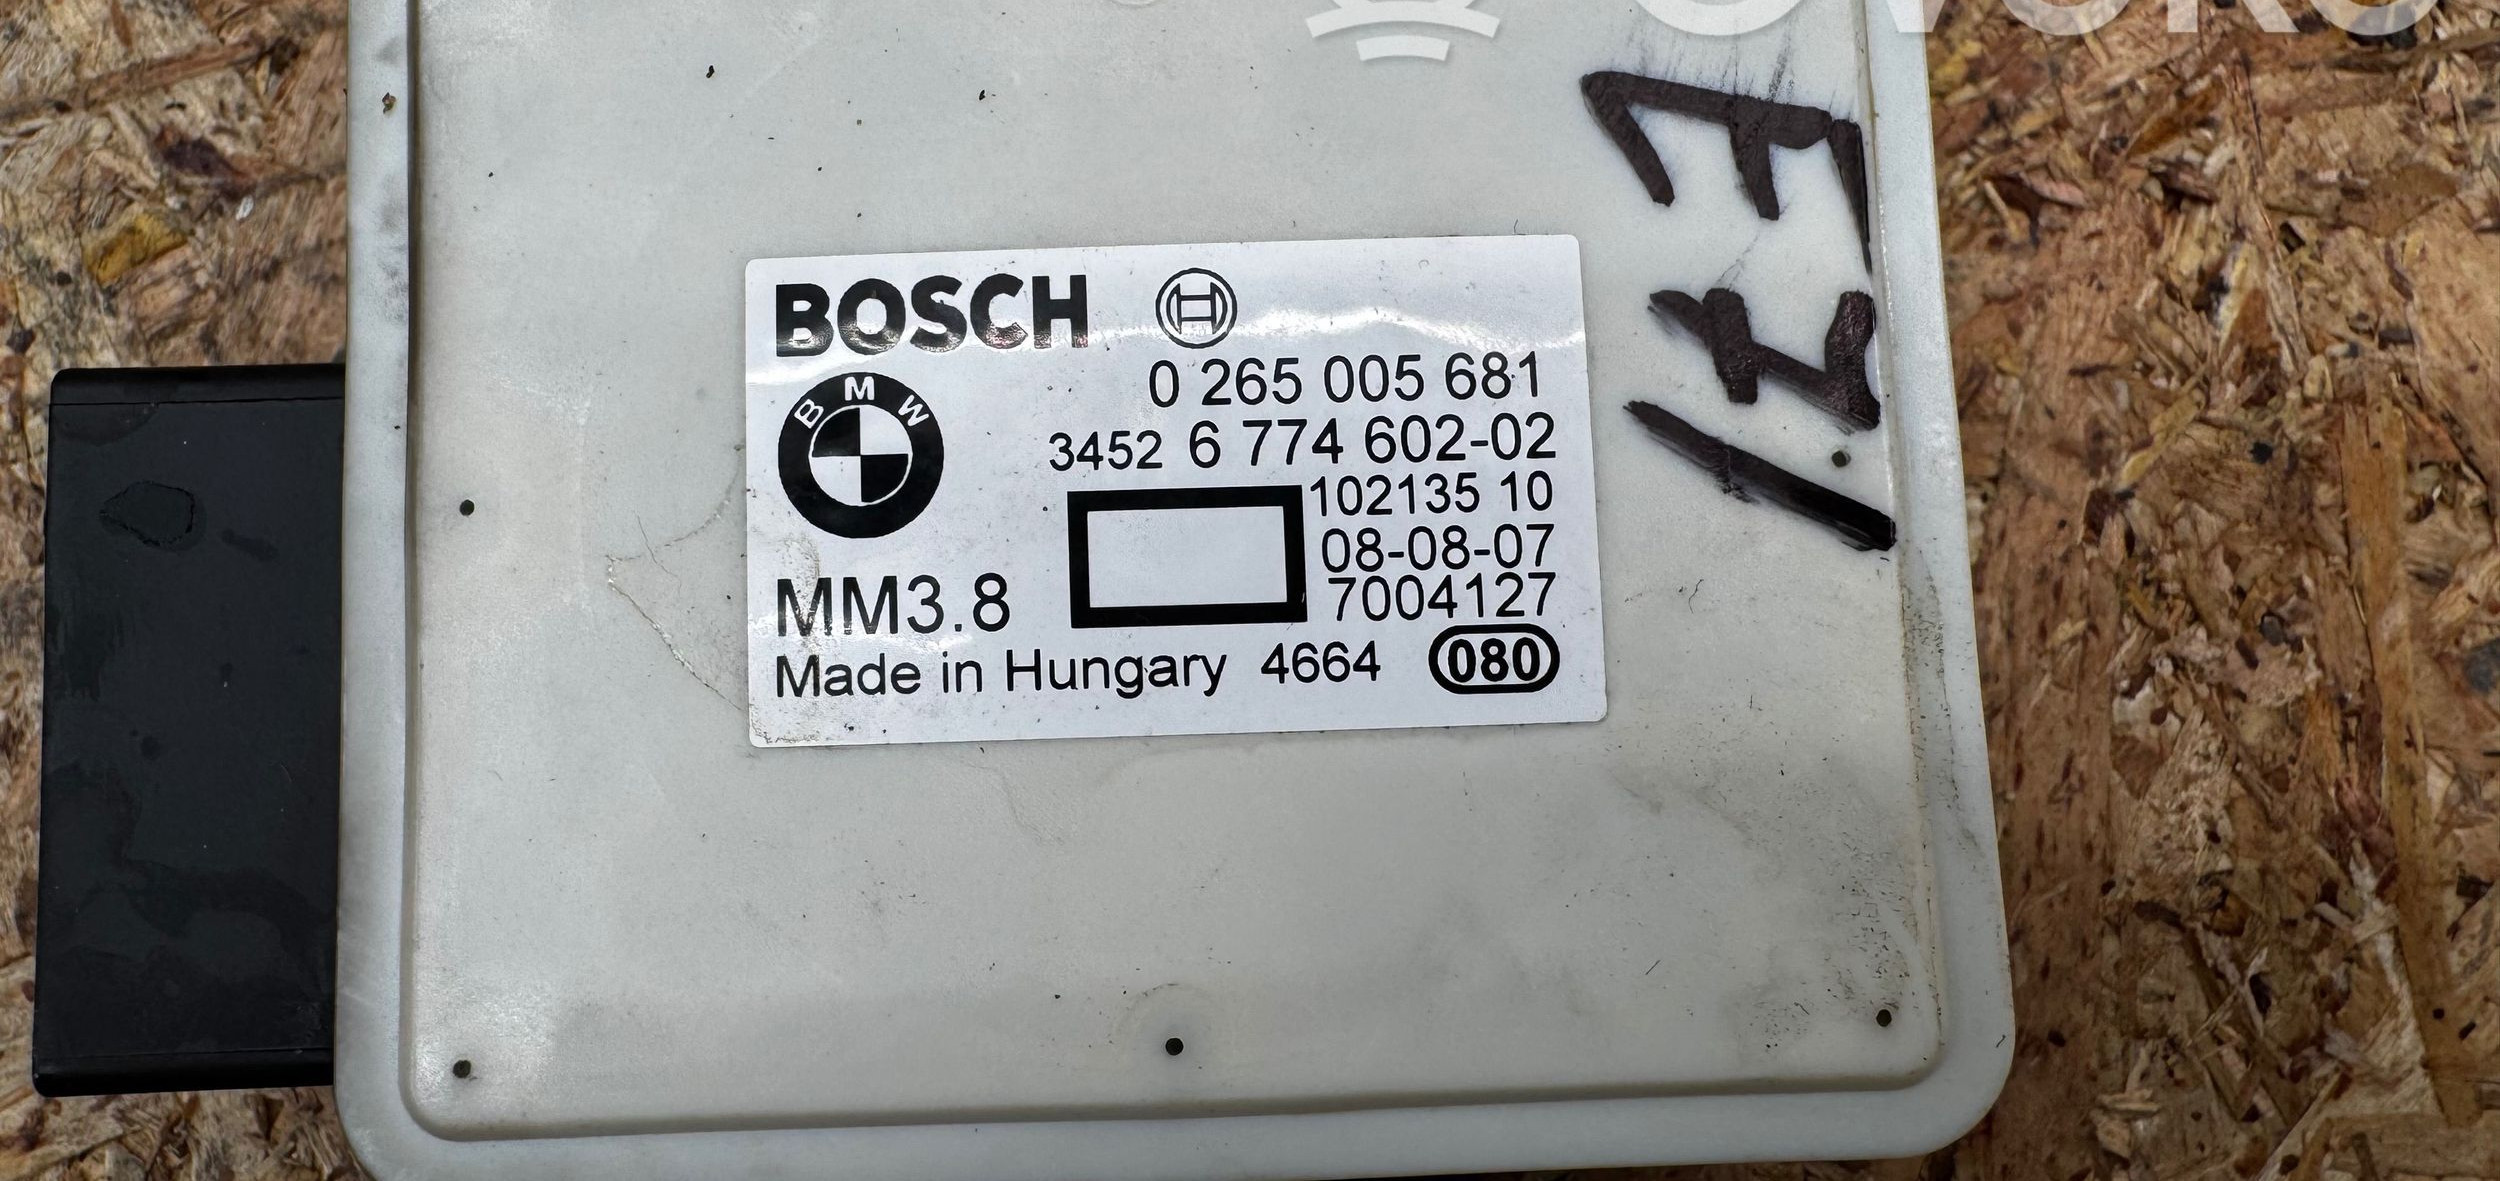 BOSCH
BMW
0 265 005 681
3452 6 774 602-02
102135 10
08-08-07
7004127
MM3.8
Made in Hungary 4664 080